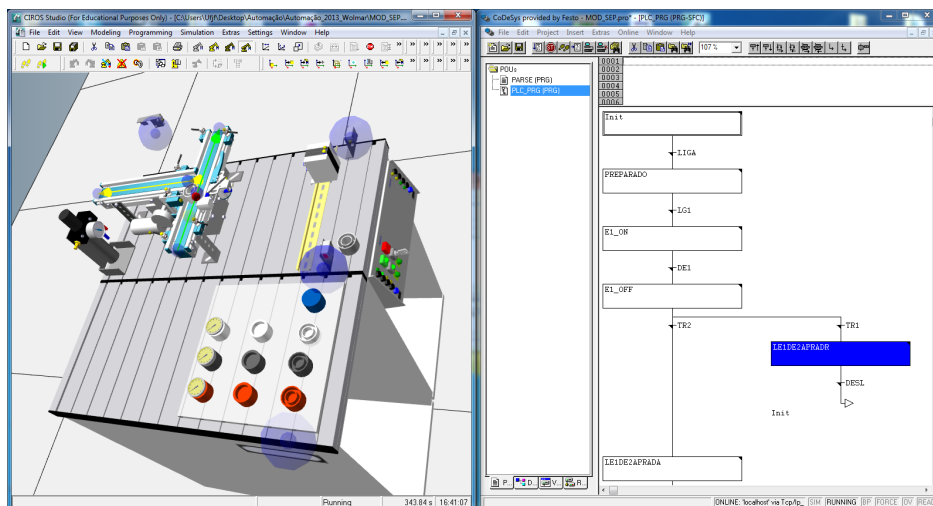 CIROS Studio (For Educational Purposes Only) - [C:\Users\Ufjf\Desktop\Automação\Automação_2013_Wolmar\MOD_SEP....
File Edit View Modeling Programming Simulation Extras Settings Window Help
Running
343.84 s
16:41:07
CoDeSys provided by Festo - MOD_SEP.pro* - [PLC_PRG (PRG-SFC)]
File Edit Project Insert Extras Online Window Help
107 %
POUs
PARSE (PRG)
PLC_PRG (PRG)
0001
0002
0003
0004
0005
0006
Init
LIGA
PREPARADO
LG1
E1_ON
DE1
E1_OFF
TR2
TR1
LE1DE2APRADR
DESL
Init
LE1DE2APRADA
P... D... V... R...
ONLINE: 'localhost' via Tcp/Ip_ SIM RUNNING BP FORCE OV READ